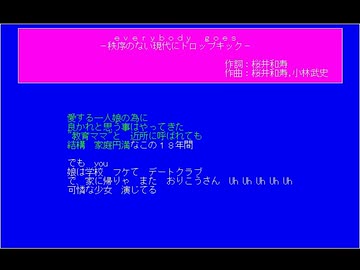 ｅｖｅｒｙｂｏｄｙ　ｇｏｅｓ
－秩序のない現代にドロップキック－
作詞：桜井和寿
作曲：桜井和寿,小林武史
愛する一人娘の為に
良かれと思う事はやってきた
"教育ママ"と　近所に呼ばれても
結構　家庭円満なこの１８年間
でも　you
娘は学校　フケて　デートクラブ
で、家に帰りゃ　また　おりこうさん　Uh Uh Uh Uh Uh
可憐な少女　演じてる